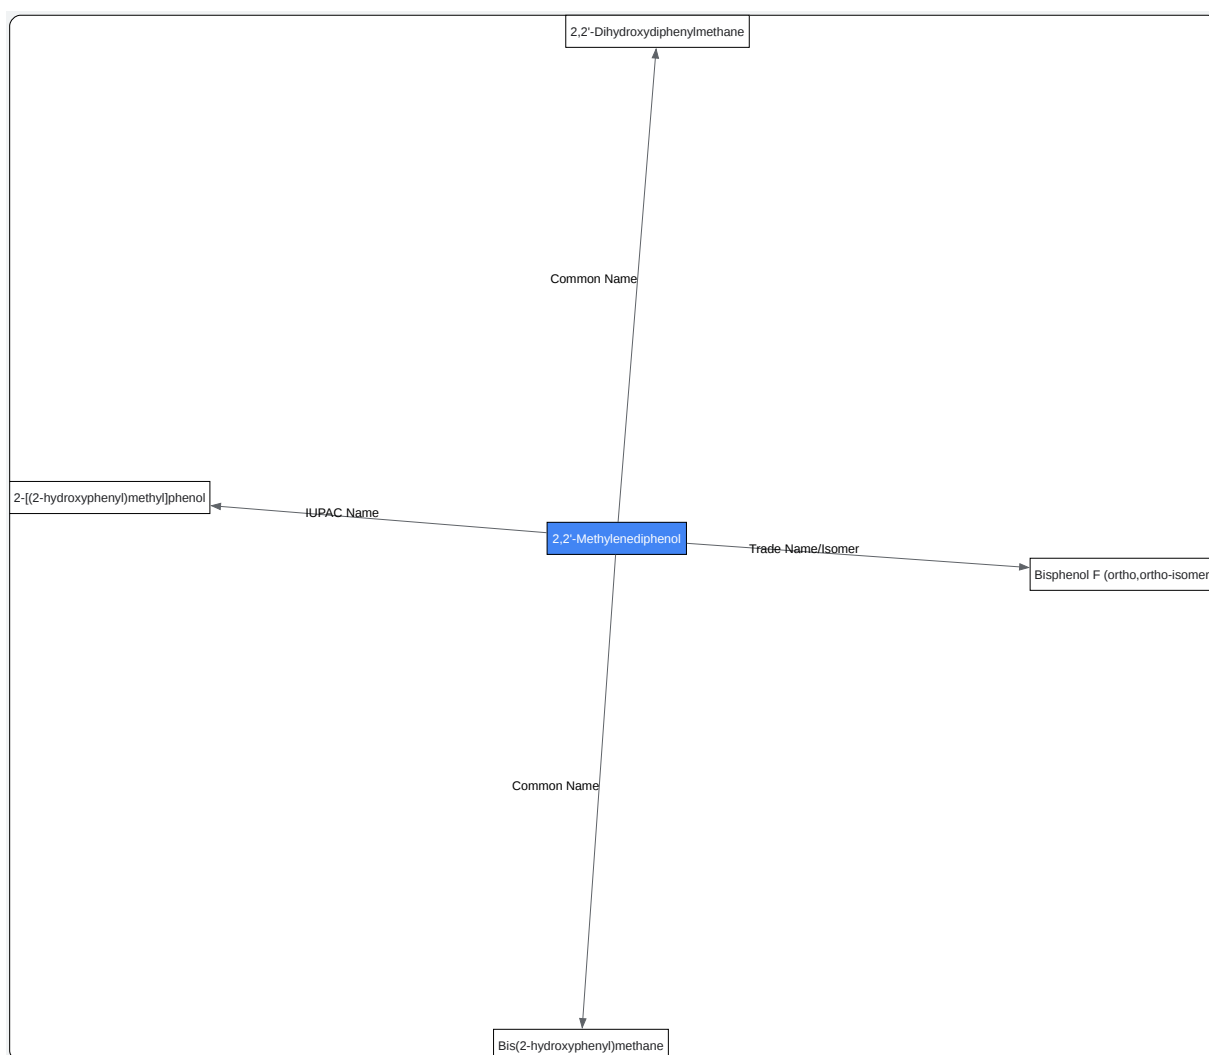 2,2'-Dihydroxydiphenylmethane
Common Name
2-[(2-hydroxyphenyl)methyl]phenol
IUPAC Name
2,2'-Methylenediphenol
Trade Name/Isomer
Bisphenol F (ortho,ortho-isomer
Common Name
Bis(2-hydroxyphenyl)methane